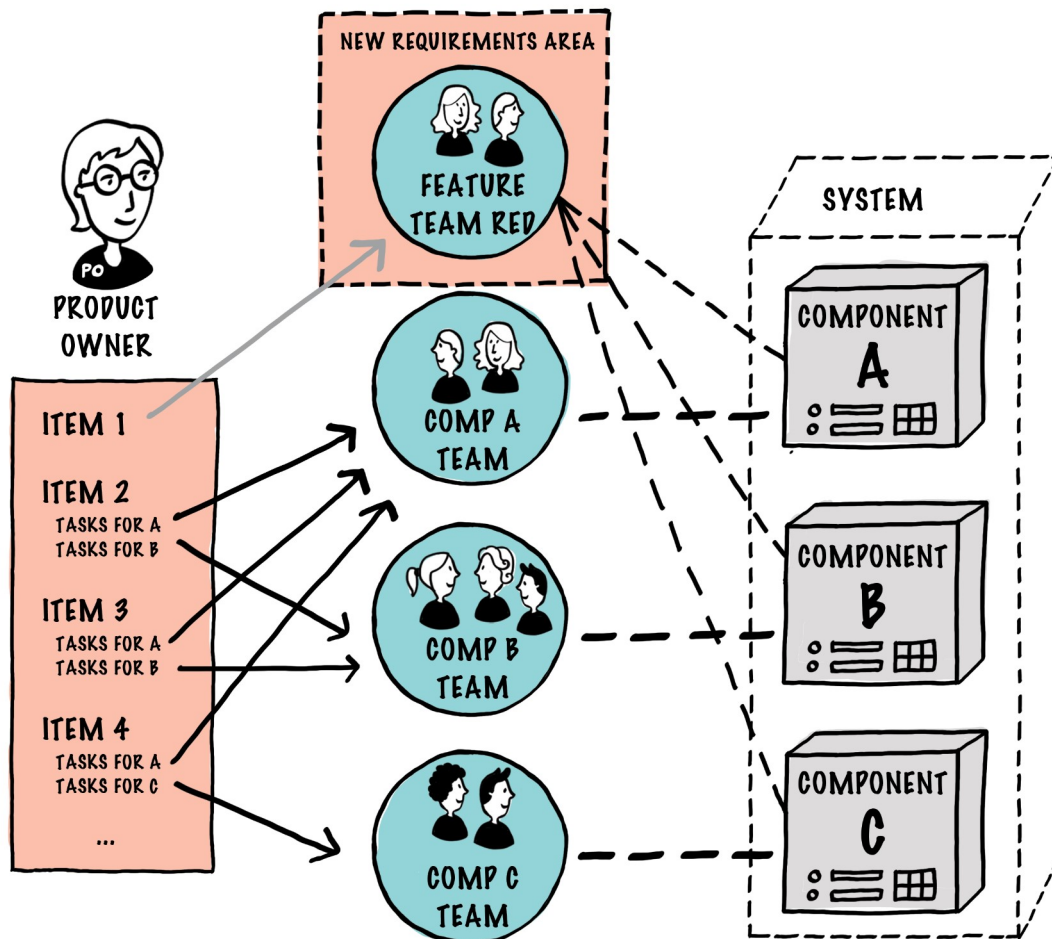 NEW REQUIREMENTS AREA
FEATURE
TEAM RED
PO
PRODUCT
OWNER
ITEM 1
ITEM 2
TASKS FOR A
TASKS FOR B
ITEM 3
TASKS FOR A
TASKS FOR B
ITEM 4
TASKS FOR A
TASKS FOR C
...
COMP A
TEAM
COMP B
TEAM
COMP C
TEAM
SYSTEM
COMPONENT
A
COMPONENT
B
COMPONENT
C